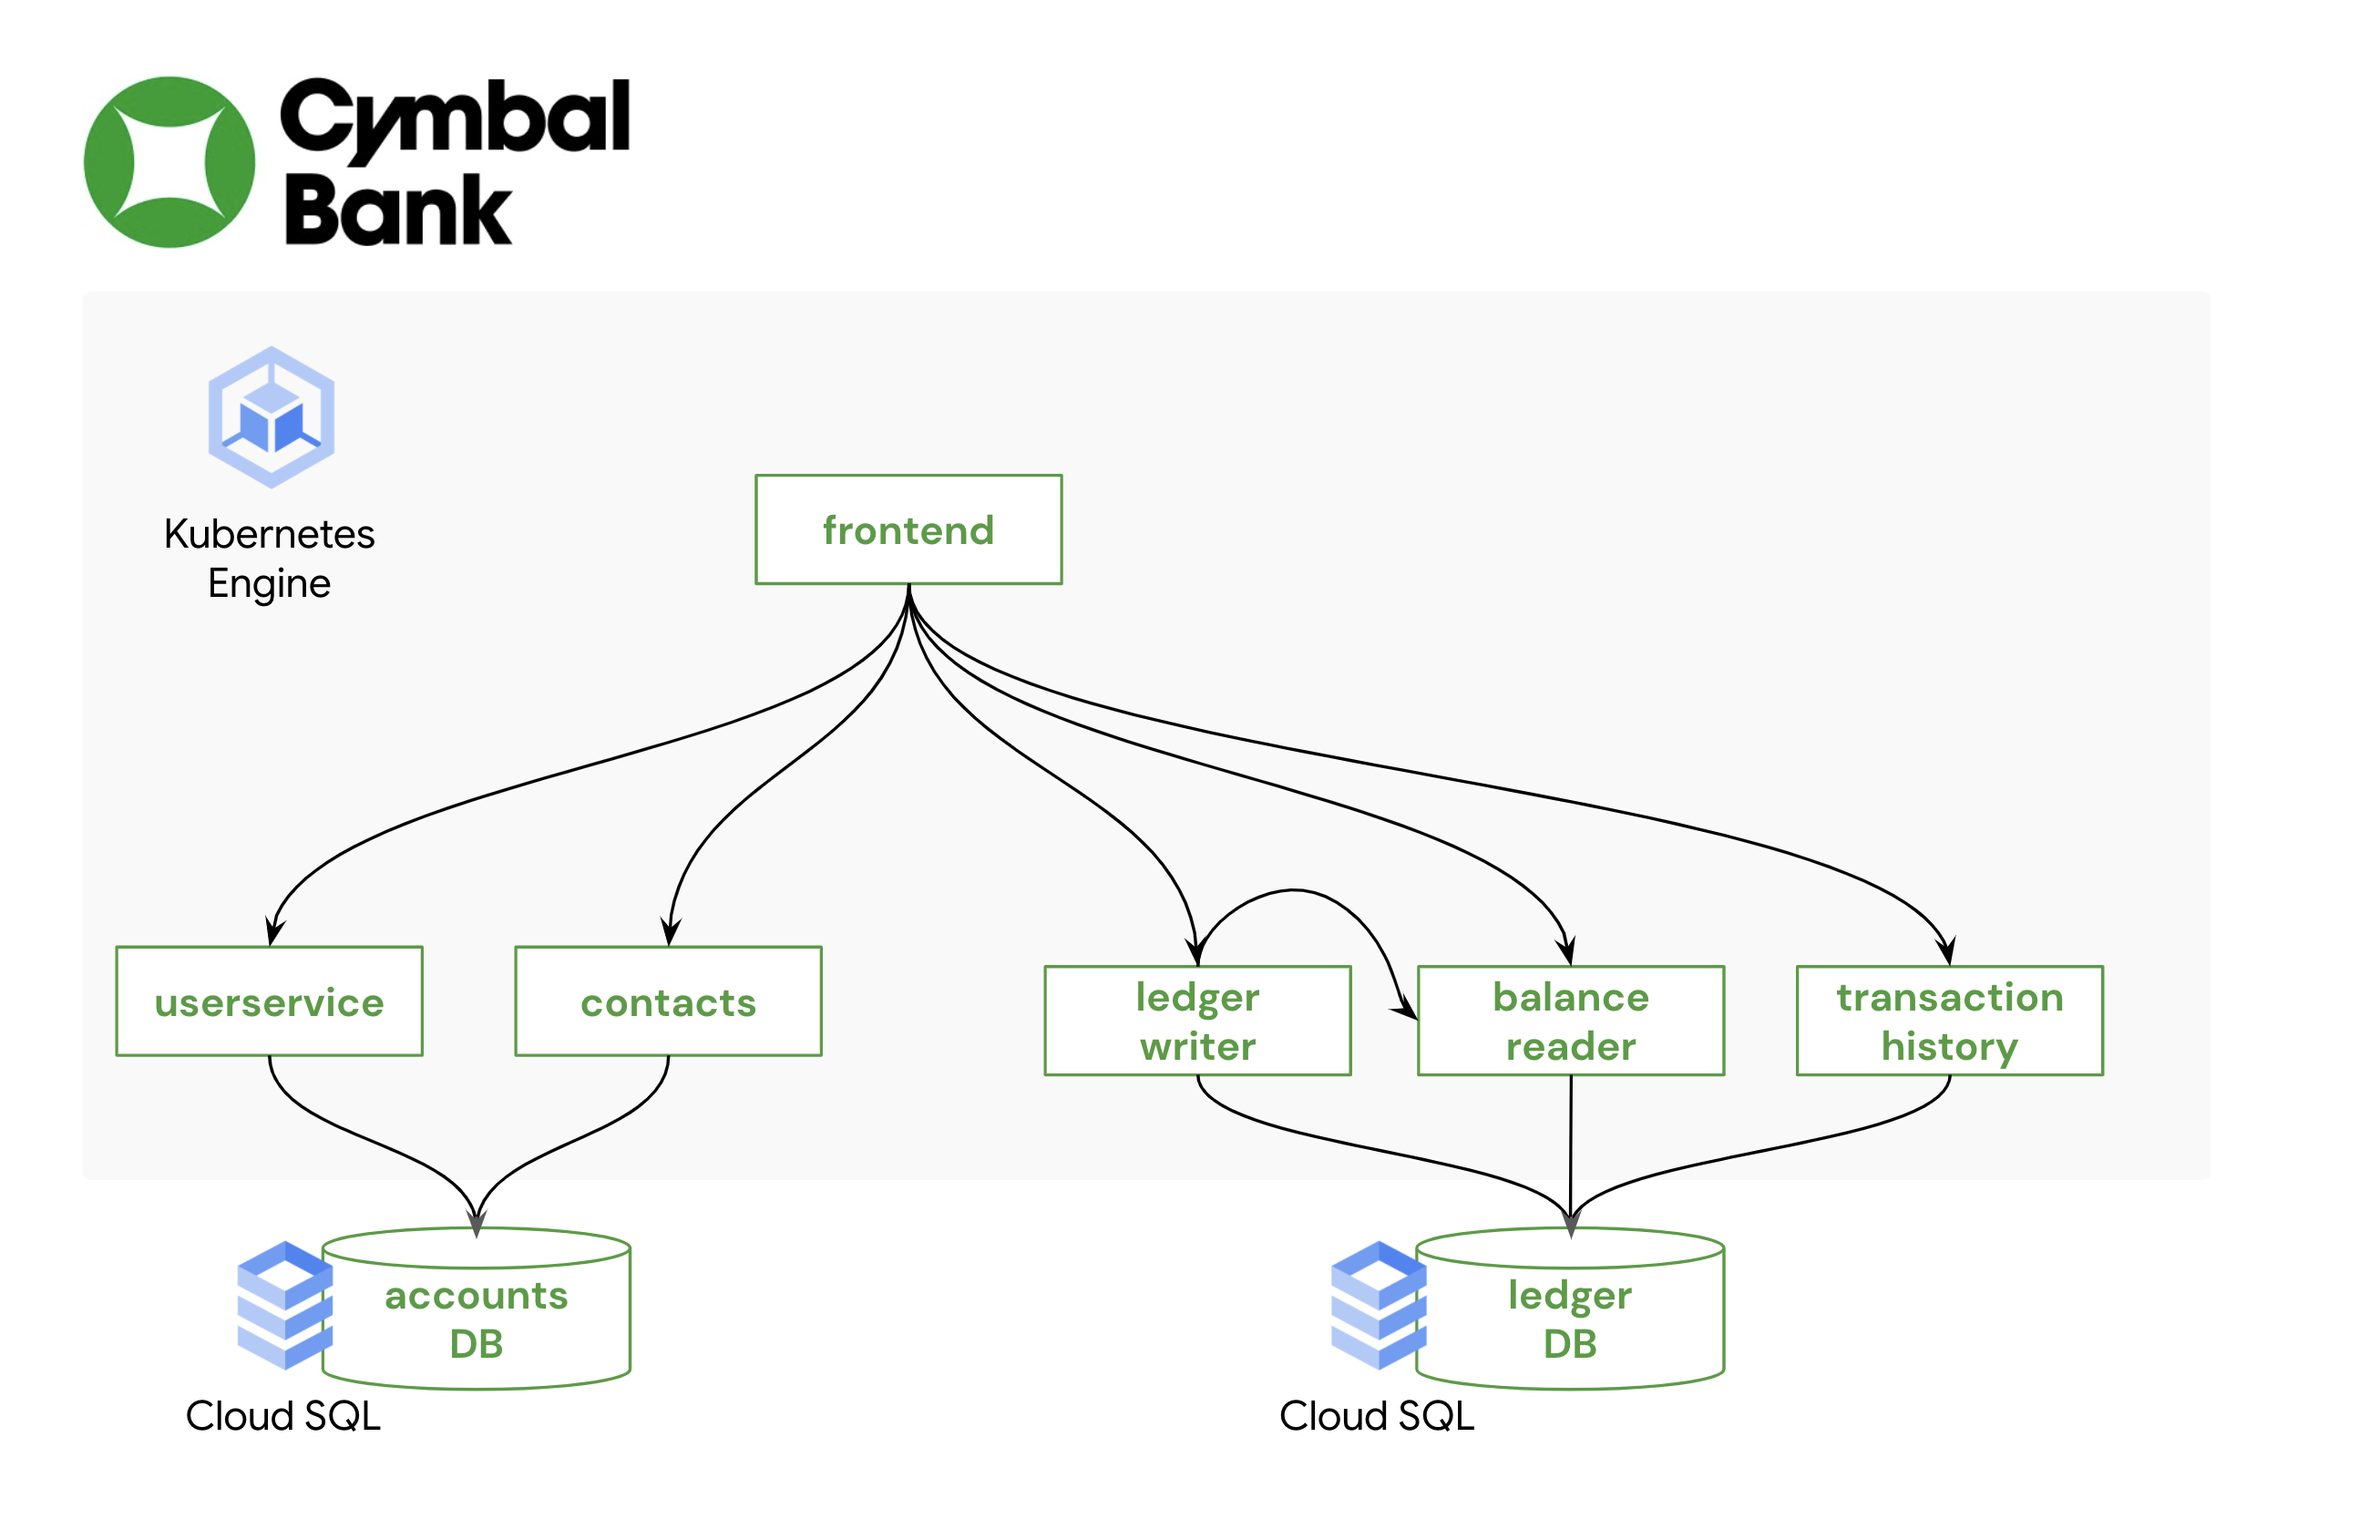 Cymbal
Bank
Kubernetes
Engine
frontend
userservice
contacts
ledger
writer
balance
reader
transaction
history
accounts
DB
Cloud SQL
ledger
DB
Cloud SQL